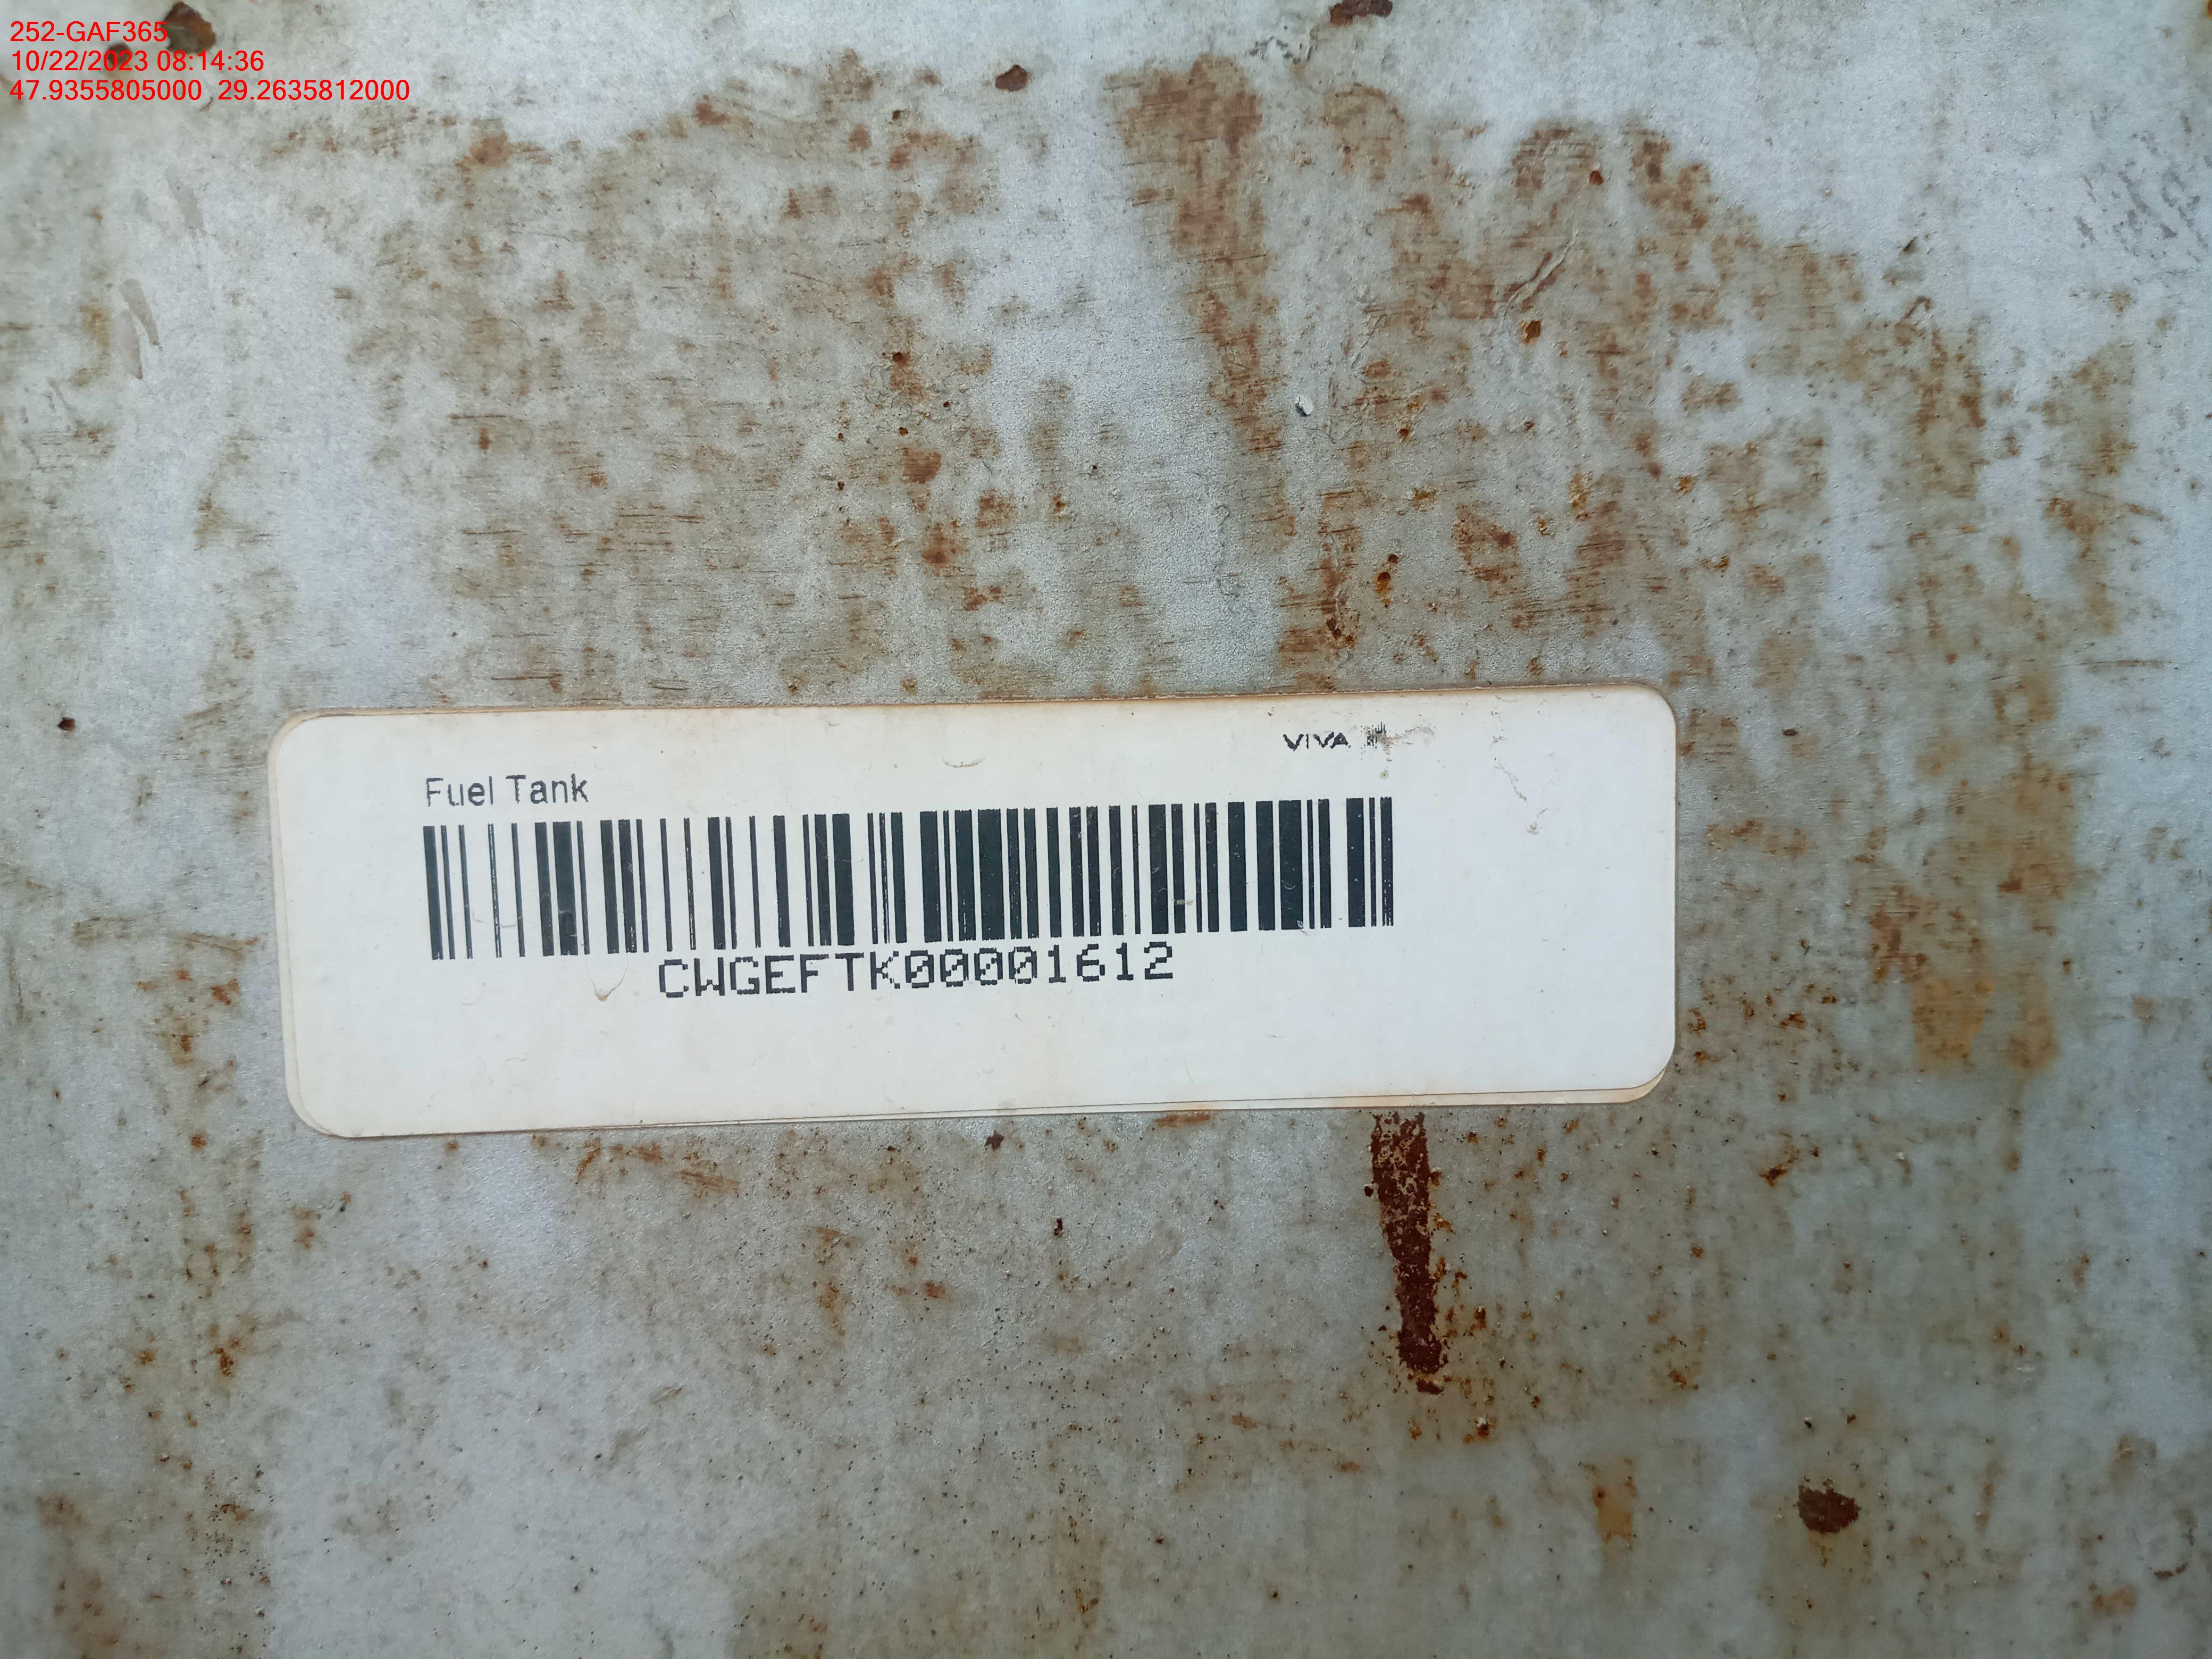 252-GAF365
10/22/2023 08:14:36
47.9355805000 29.2635812000
VIVA
Fuel Tank
CWGEFTK00001612